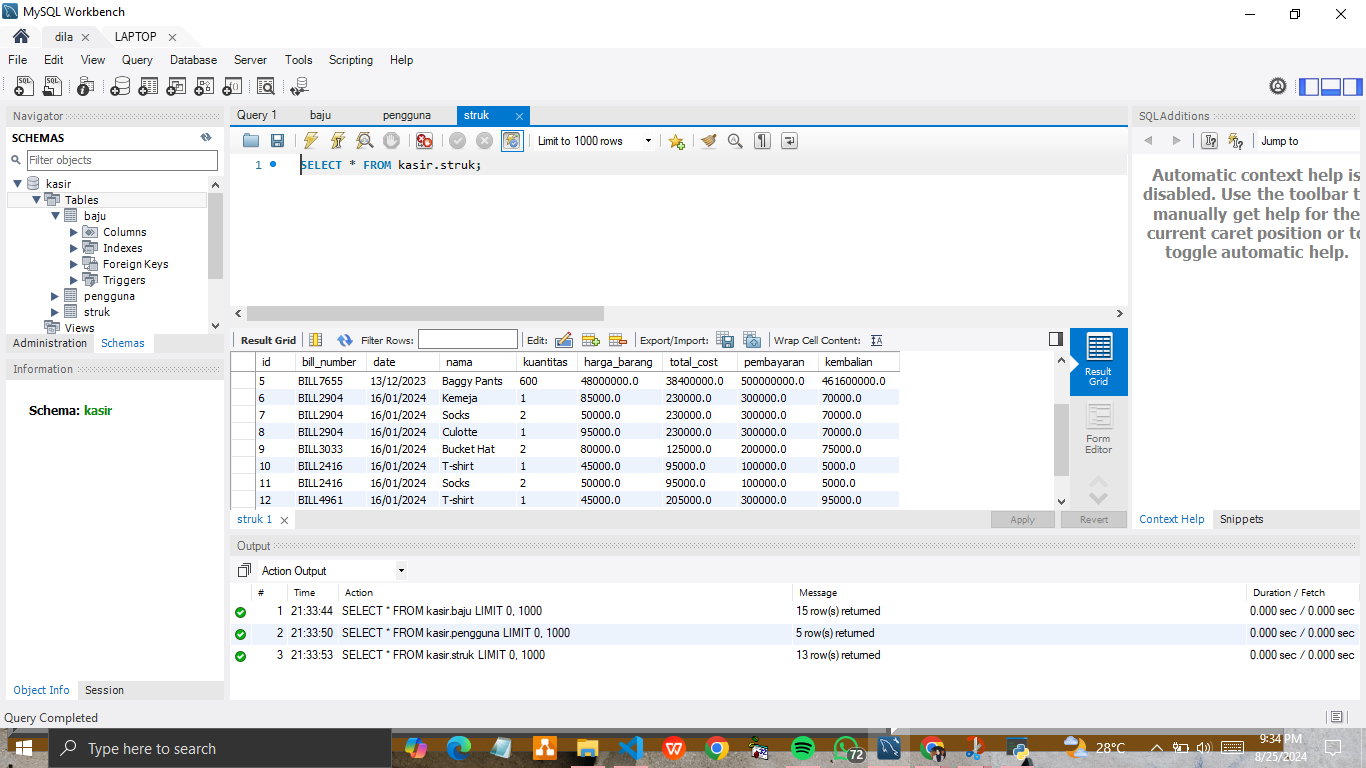 MySQL Workbench
dila LAPTOP
File Edit View Query Database Server Tools Scripting Help
Navigator
SCHEMAS
Filter objects
kasir
Tables
baju
Columns
Indexes
Foreign Keys
Triggers
pengguna
struk
Views
Administration Schemas
Information
Schema: kasir
Object Info Session
Query 1 baju pengguna struk
Limit to 1000 rows
1 SELECT * FROM kasir.struk;
Result Grid Filter Rows: Edit: Export/Import: Wrap Cell Content:
id bill_number date nama kuantitas harga_barang total_cost pembayaran kembalian
5 BILL7655 13/12/2023 Baggy Pants 600 48000000.0 38400000.0 500000000.0 461600000.0
6 BILL2904 16/01/2024 Kemeja 1 85000.0 230000.0 300000.0 70000.0
7 BILL2904 16/01/2024 Socks 2 50000.0 230000.0 300000.0 70000.0
8 BILL2904 16/01/2024 Culotte 1 95000.0 230000.0 300000.0 70000.0
9 BILL3033 16/01/2024 Bucket Hat 2 80000.0 125000.0 200000.0 75000.0
10 BILL2416 16/01/2024 T-shirt 1 45000.0 95000.0 100000.0 5000.0
11 BILL2416 16/01/2024 Socks 2 50000.0 95000.0 100000.0 5000.0
12 BILL4961 16/01/2024 T-shirt 1 45000.0 205000.0 300000.0 95000.0
Result
Grid
Form
Editor
struk 1 Apply Revert
SQLAdditions
Jump to
Automatic context help is
disabled. Use the toolbar t
manually get help for the
current caret position or to
toggle automatic help.
Context Help Snippets
Output
Action Output
# Time Action Message Duration / Fetch
1 21:33:44 SELECT * FROM kasir.baju LIMIT 0, 1000 15 row(s) returned 0.000 sec / 0.000 sec
2 21:33:50 SELECT * FROM kasir.pengguna LIMIT 0, 1000 5 row(s) returned 0.000 sec / 0.000 sec
3 21:33:53 SELECT * FROM kasir.struk LIMIT 0, 1000 13 row(s) returned 0.000 sec / 0.000 sec
Query Completed
Type here to search
72
28°C
9:34 PM
8/25/2024